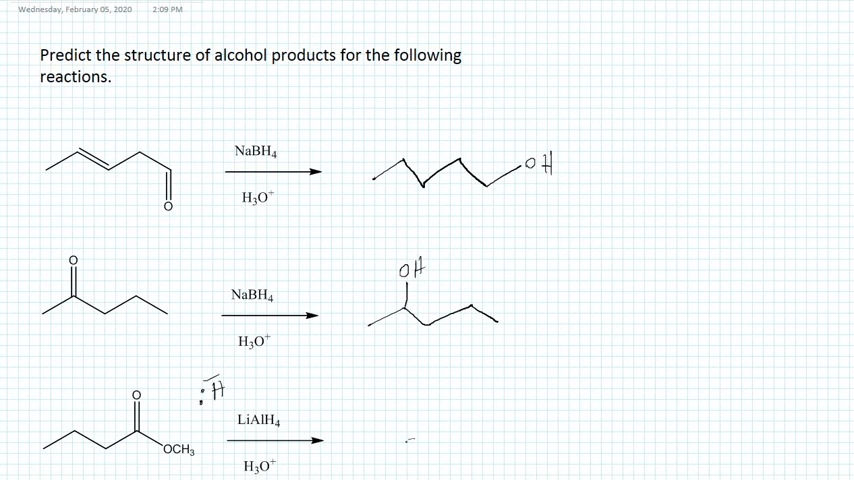 Wednesday, February 05, 2020 2:09 PM
Predict the structure of alcohol products for the following
reactions.
NaBH₄
O
H₃O⁺
OH
O
NaBH₄
H₃O⁺
OH
O
OCH₃
:H̄
LiAlH₄
H₃O⁺